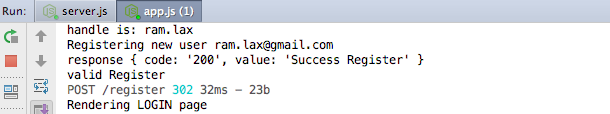 Run: server.js app.js (1)
handle is: ram.lax
Registering new user ram.lax@gmail.com
response { code: '200', value: 'Success Register' }
valid Register
POST /register 302 32ms – 23b
Rendering LOGIN page